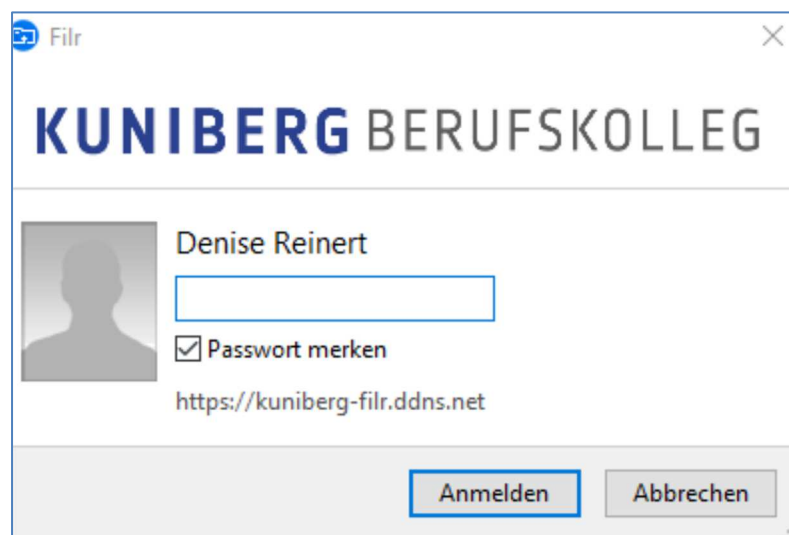 Filr
KUNIBERG BERUFSKOLLEG
Denise Reinert
Passwort merken
https://kuniberg-filr.ddns.net
Anmelden Abbrechen